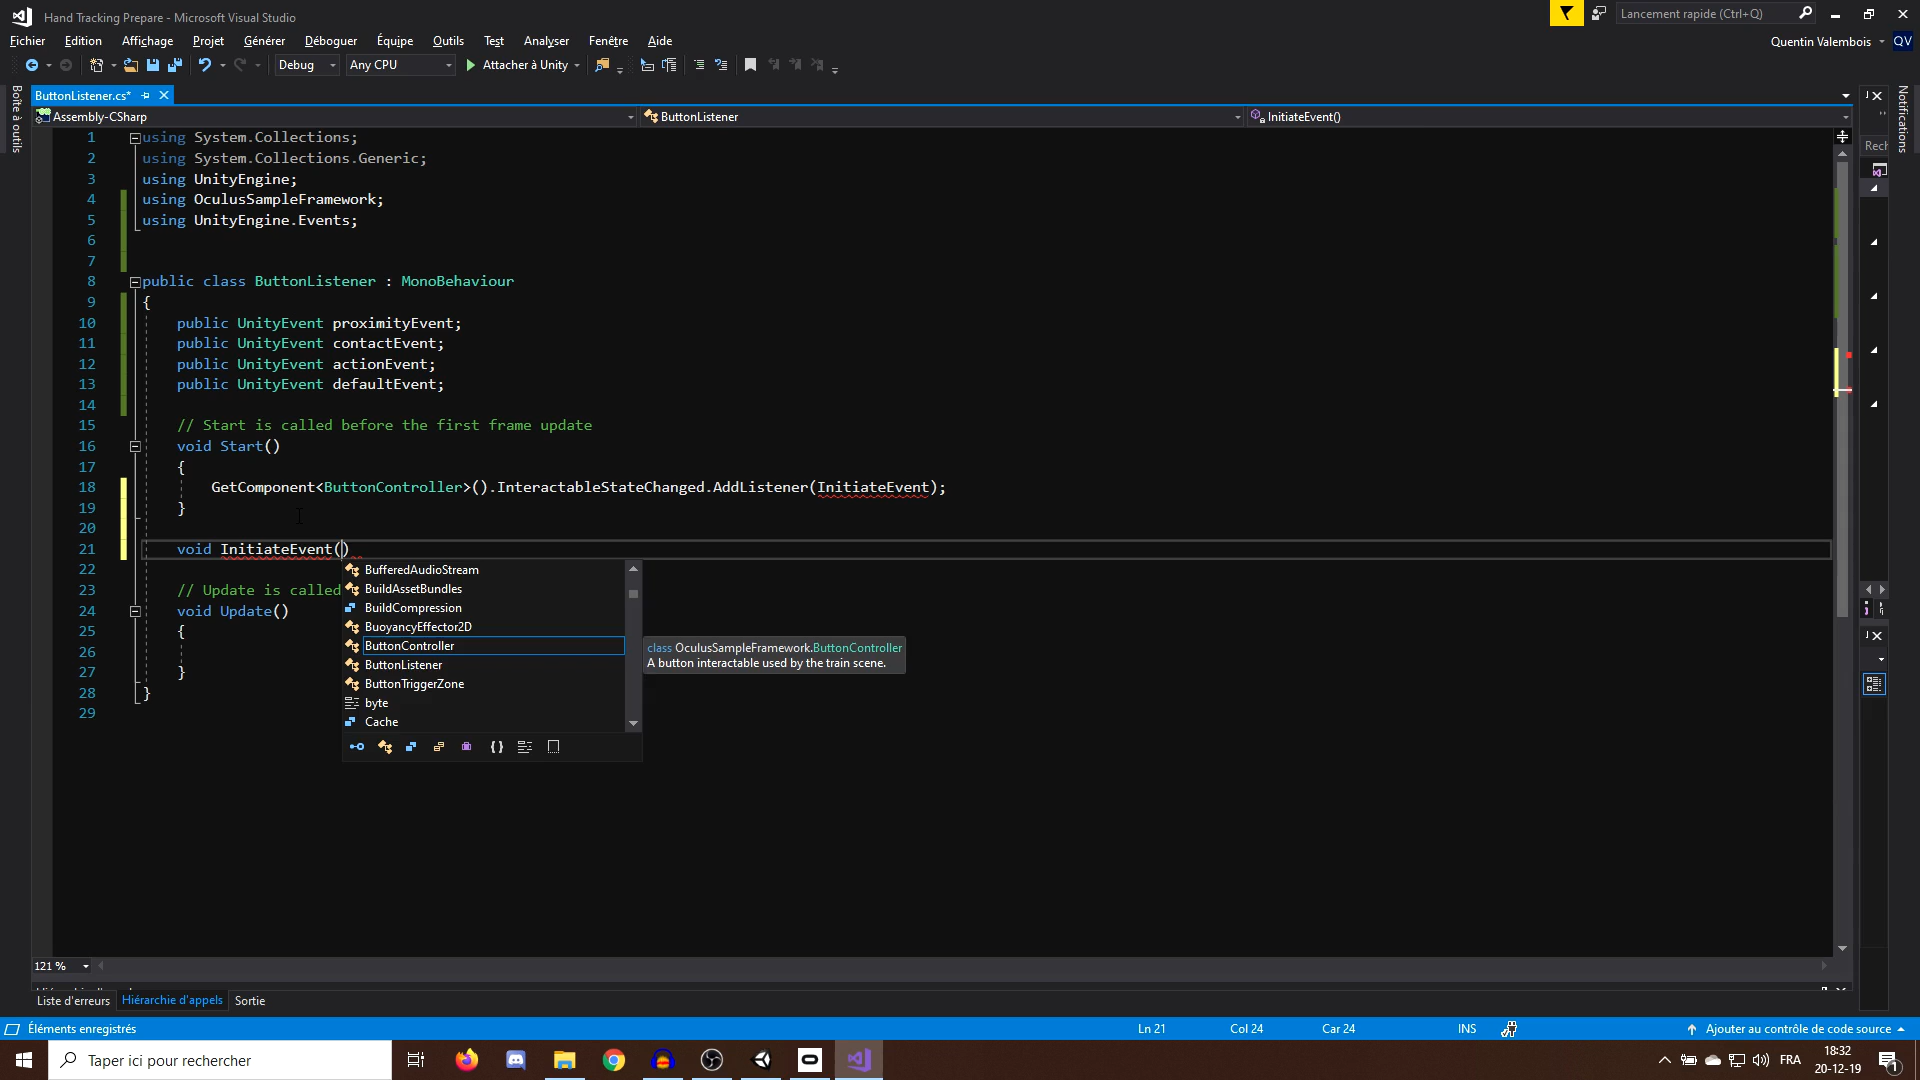 Hand Tracking Prepare - Microsoft Visual Studio
Lancement rapide (Ctrl+Q)
Fichier Edition Affichage Projet Générer Déboguer Équipe Outils Test Analyser Fenêtre Aide
Quentin Valembois QV
Debug Any CPU Attacher à Unity
Boîte à outils
ButtonListener.cs*
Notifications
Assembly-CSharp ButtonListener InitiateEvent()
Rech
1 using System.Collections;
2 using System.Collections.Generic;
3 using UnityEngine;
4 using OculusSampleFramework;
5 using UnityEngine.Events;
6
7
8 public class ButtonListener : MonoBehaviour
9 {
10 public UnityEvent proximityEvent;
11 public UnityEvent contactEvent;
12 public UnityEvent actionEvent;
13 public UnityEvent defaultEvent;
14
15 // Start is called before the first frame update
16 void Start()
17 {
18 GetComponent<ButtonController>().InteractableStateChanged.AddListener(InitiateEvent);
19 }
20
21 void InitiateEvent()
22
23 // Update is called
24 void Update()
25 {
26
27 }
28 }
29
BufferedAudioStream
BuildAssetBundles
BuildCompression
BuoyancyEffector2D
ButtonController
ButtonListener
ButtonTriggerZone
byte
Cache
class OculusSampleFramework.ButtonController
A button interactable used by the train scene.
121 %
Liste d'erreurs Hiérarchie d'appels Sortie
Éléments enregistrés Ln 21 Col 24 Car 24 INS Ajouter au contrôle de code source
Taper ici pour rechercher
FRA
18:32
20-12-19
1